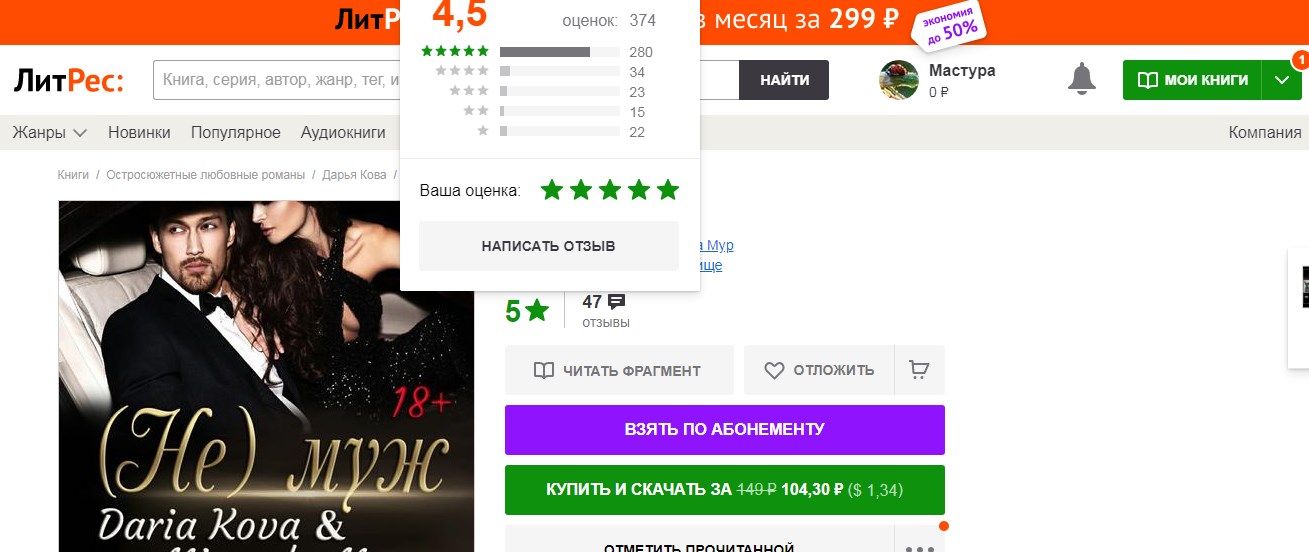 ЛитР
в месяц за 299 ₽
экономия
до 50%
4,5
оценок: 374
280
34
23
15
22
ЛитРес:
Книга, серия, автор, жанр, тег, и
НАЙТИ
Мастура
0 ₽
МОИ КНИГИ
1
Жанры
Новинки
Популярное
Аудиокниги
Компания
Книги / Остросюжетные любовные романы / Дарья Кова /
Ваша оценка:
НАПИСАТЬ ОТЗЫВ
а Мур
ище
5
47
отзывы
ЧИТАТЬ ФРАГМЕНТ
ОТЛОЖИТЬ
ВЗЯТЬ ПО АБОНЕМЕНТУ
КУПИТЬ И СКАЧАТЬ ЗА 149 ₽ 104,30 ₽ ($ 1,34)
ОТМЕТИТЬ ПРОЧИТАННОЙ
18+
(Не) муж
Daria Kova &